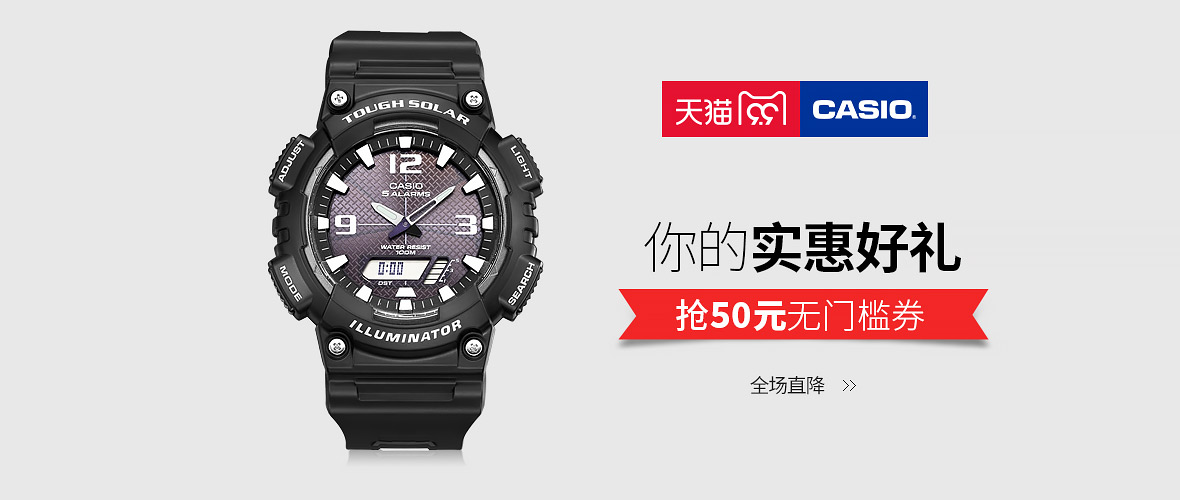 TOUGH SOLAR
ADJUST
LIGHT
12
CASIO
5 ALARMS
9
3
WATER RESIST
100M
0:00
DST
MODE
SEARCH
ILLUMINATOR
天猫 CASIO
你的实惠好礼
抢50元无门槛券
全场直降 >>